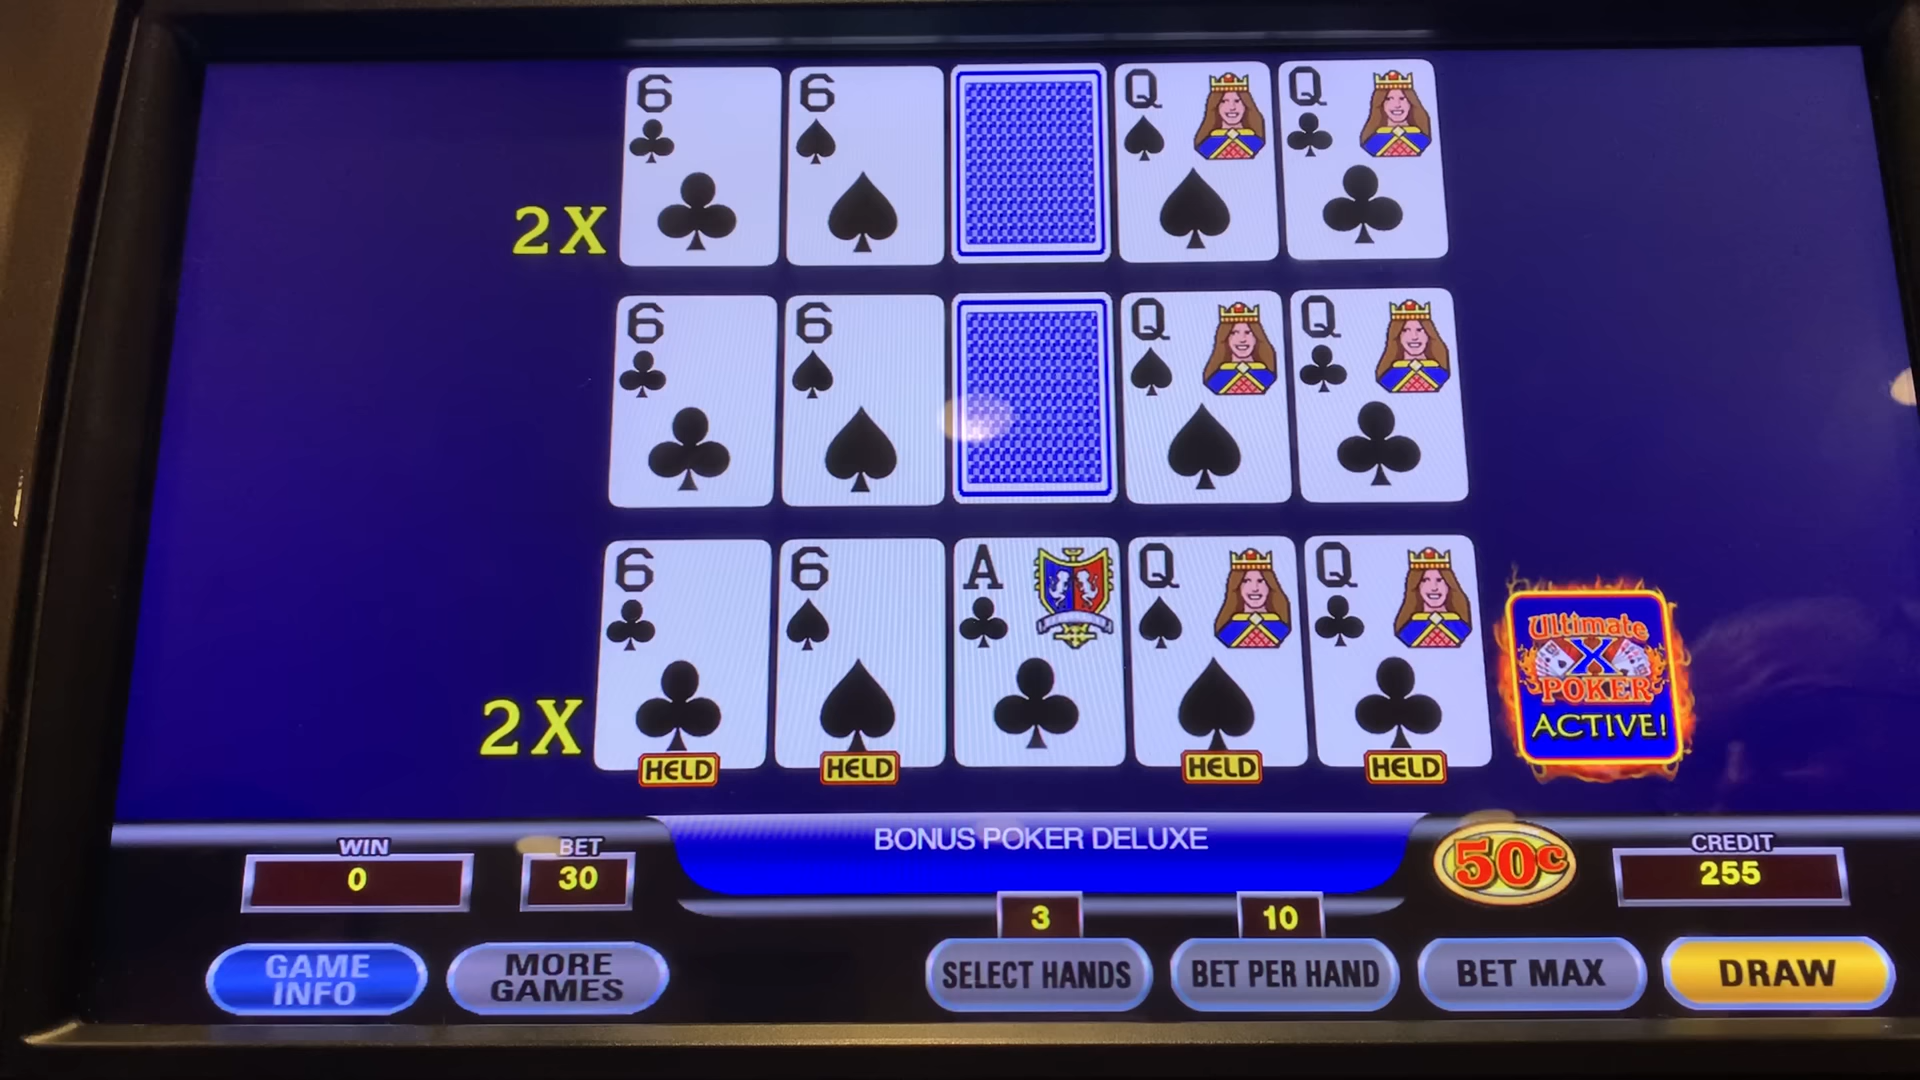 6 6 Q Q
2X
6 6 Q Q
6 6 A Q Q
2X
HELD HELD HELD HELD
Ultimate
X
POKER
ACTIVE!
WIN
0
BET
30
BONUS POKER DELUXE
50¢
CREDIT
255
3
10
GAME
INFO
MORE
GAMES
SELECT HANDS
BET PER HAND
BET MAX
DRAW